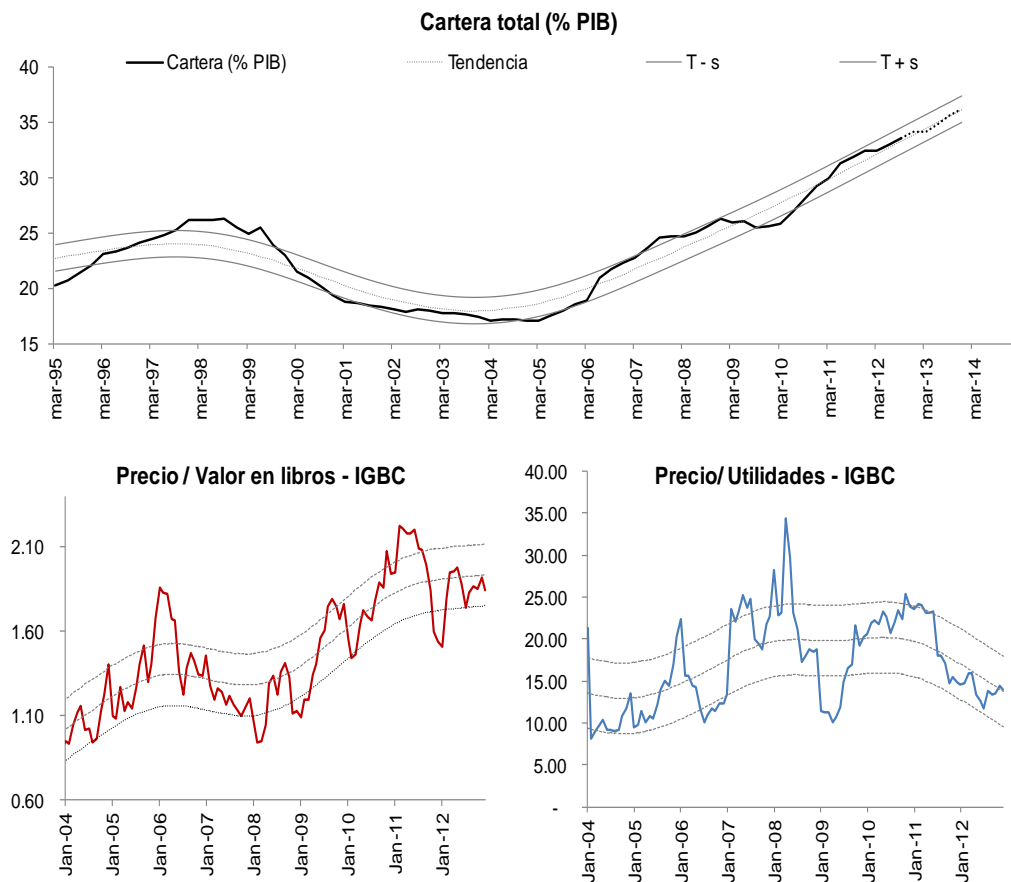 Cartera total (% PIB)
Cartera (% PIB) Tendencia T - s T + s
40
35
30
25
20
15
mar-95 mar-96 mar-97 mar-98 mar-99 mar-00 mar-01 mar-02 mar-03 mar-04 mar-05 mar-06 mar-07 mar-08 mar-09 mar-10 mar-11 mar-12 mar-13 mar-14
Precio / Valor en libros - IGBC
2.10
1.60
1.10
0.60
Jan-04 Jan-05 Jan-06 Jan-07 Jan-08 Jan-09 Jan-10 Jan-11 Jan-12
Precio/ Utilidades - IGBC
40.00
35.00
30.00
25.00
20.00
15.00
10.00
5.00
-
Jan-04 Jan-05 Jan-06 Jan-07 Jan-08 Jan-09 Jan-10 Jan-11 Jan-12